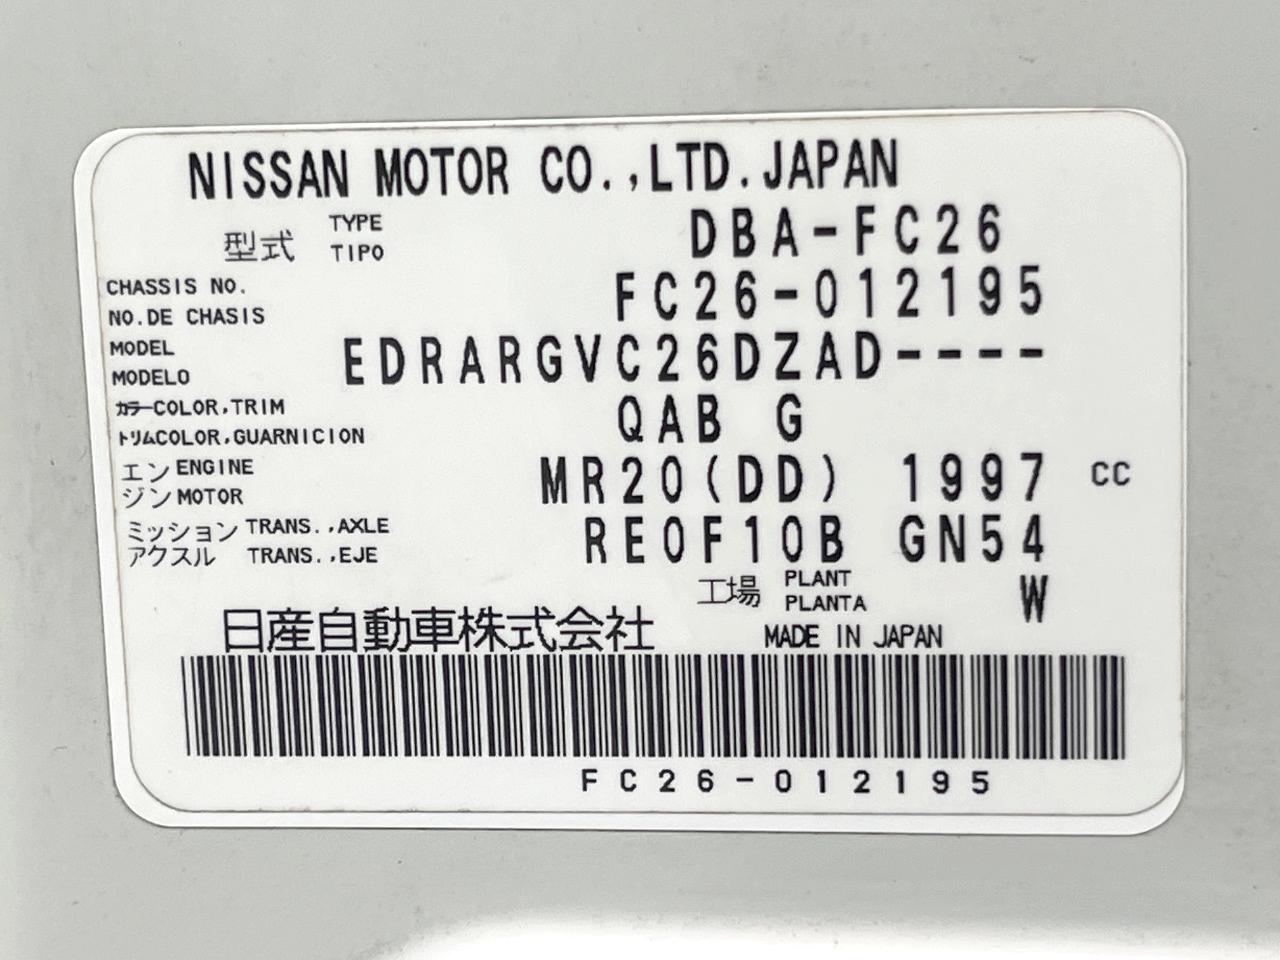 NISSAN MOTOR CO.,LTD.JAPAN
型式 TYPE DBA-FC26
TIPO
CHASSIS NO. FC26-012195
NO.DE CHASIS
MODEL EDRARGVC26DZAD----
MODELO
カラーCOLOR,TRIM QAB G
トリムCOLOR,GUARNICION
エンENGINE MR20(DD) 1997 CC
ジンMOTOR
ミッションTRANS.,AXLE RE0F10B GN54
アクスル TRANS.,EJE
工場 PLANT W
PLANTA
日産自動車株式会社 MADE IN JAPAN
FC26-012195